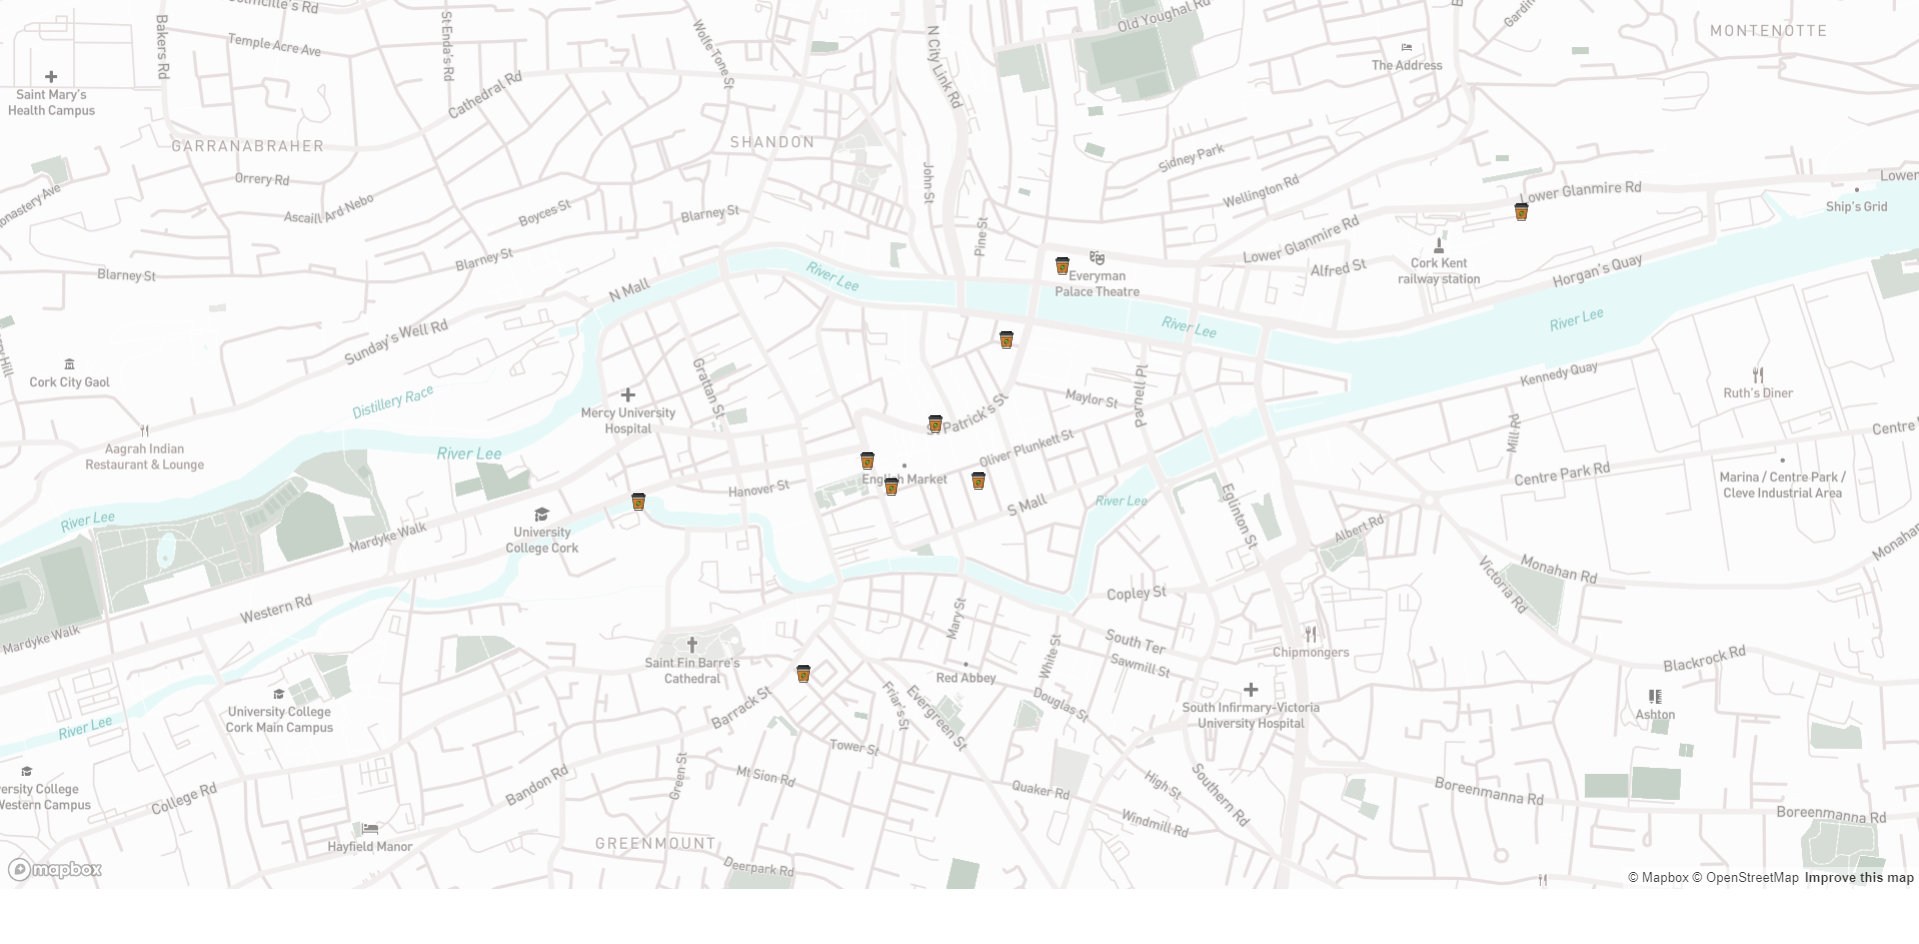 Old Youghal Rd
MONTENOTTE
Bakers Rd
St Enda's Rd
Temple Acre Ave
Wolfe Tone St
N City Link Rd
The Address
Cathedral Rd
Saint Mary's
Health Campus
SHANDON
GARRANABRAHER
Sidney Park
Orrery Rd
John St
Wellington Rd
Lower Glanmire Rd
Lower
Ascaill Ard Nebo
Boyces St
Blarney St
Ship's Grid
Pine St
Lower Glanmire Rd
Blarney St
Blarney St
River Lee
Everyman
Palace Theatre
Alfred St
Cork Kent
railway station
Horgan's Quay
N Mall
River Lee
River Lee
Sunday's Well Rd
Cork City Gaol
Grattan St
Parnell Pl
Kennedy Quay
Ruth's Diner
Distillery Race
Mercy University
Hospital
Maylor St
St Patrick's St
Mill Rd
Centre
Aagrah Indian
Restaurant & Lounge
River Lee
Oliver Plunkett St
English Market
Centre Park Rd
Marina / Centre Park /
Cleve Industrial Area
Hanover St
S Mall
River Lee
Eglinton St
River Lee
University
College Cork
Mardyke Walk
Albert Rd
Monahan
Monahan Rd
Victoria Rd
Western Rd
Copley St
Mardyke Walk
Mary St
White St
South Ter
Sawmill St
Chipmongers
Saint Fin Barre's
Cathedral
Red Abbey
Blackrock Rd
University College
Cork Main Campus
River Lee
Barrack St
Friar's St
Evergreen St
Douglas St
South Infirmary-Victoria
University Hospital
Ashton
Tower St
Green St
Mt Sion Rd
Bandon Rd
College Rd
Quaker Rd
High St
Southern Rd
Boreenmanna Rd
Western Campus
Windmill Rd
Boreenmanna Rd
Hayfield Manor
GREENMOUNT
Deerpark Rd
mapbox
© Mapbox © OpenStreetMap Improve this map